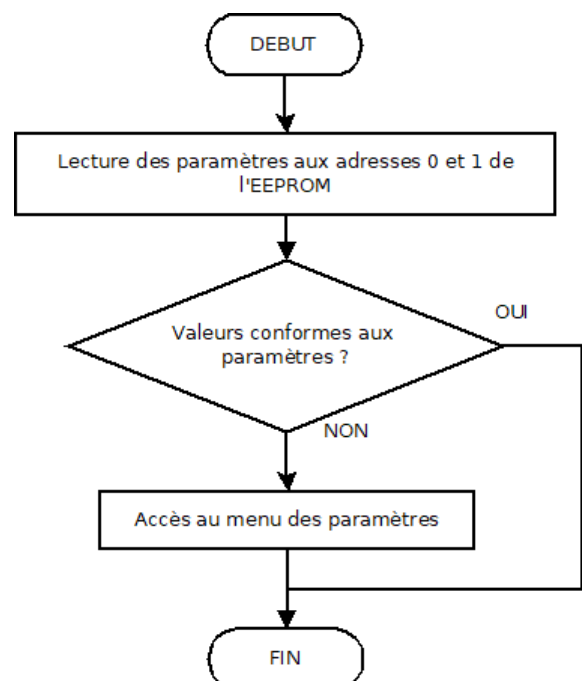 DEBUT
Lecture des paramètres aux adresses 0 et 1 de
l'EEPROM
Valeurs conformes aux
paramètres ?
OUI
NON
Accès au menu des paramètres
FIN